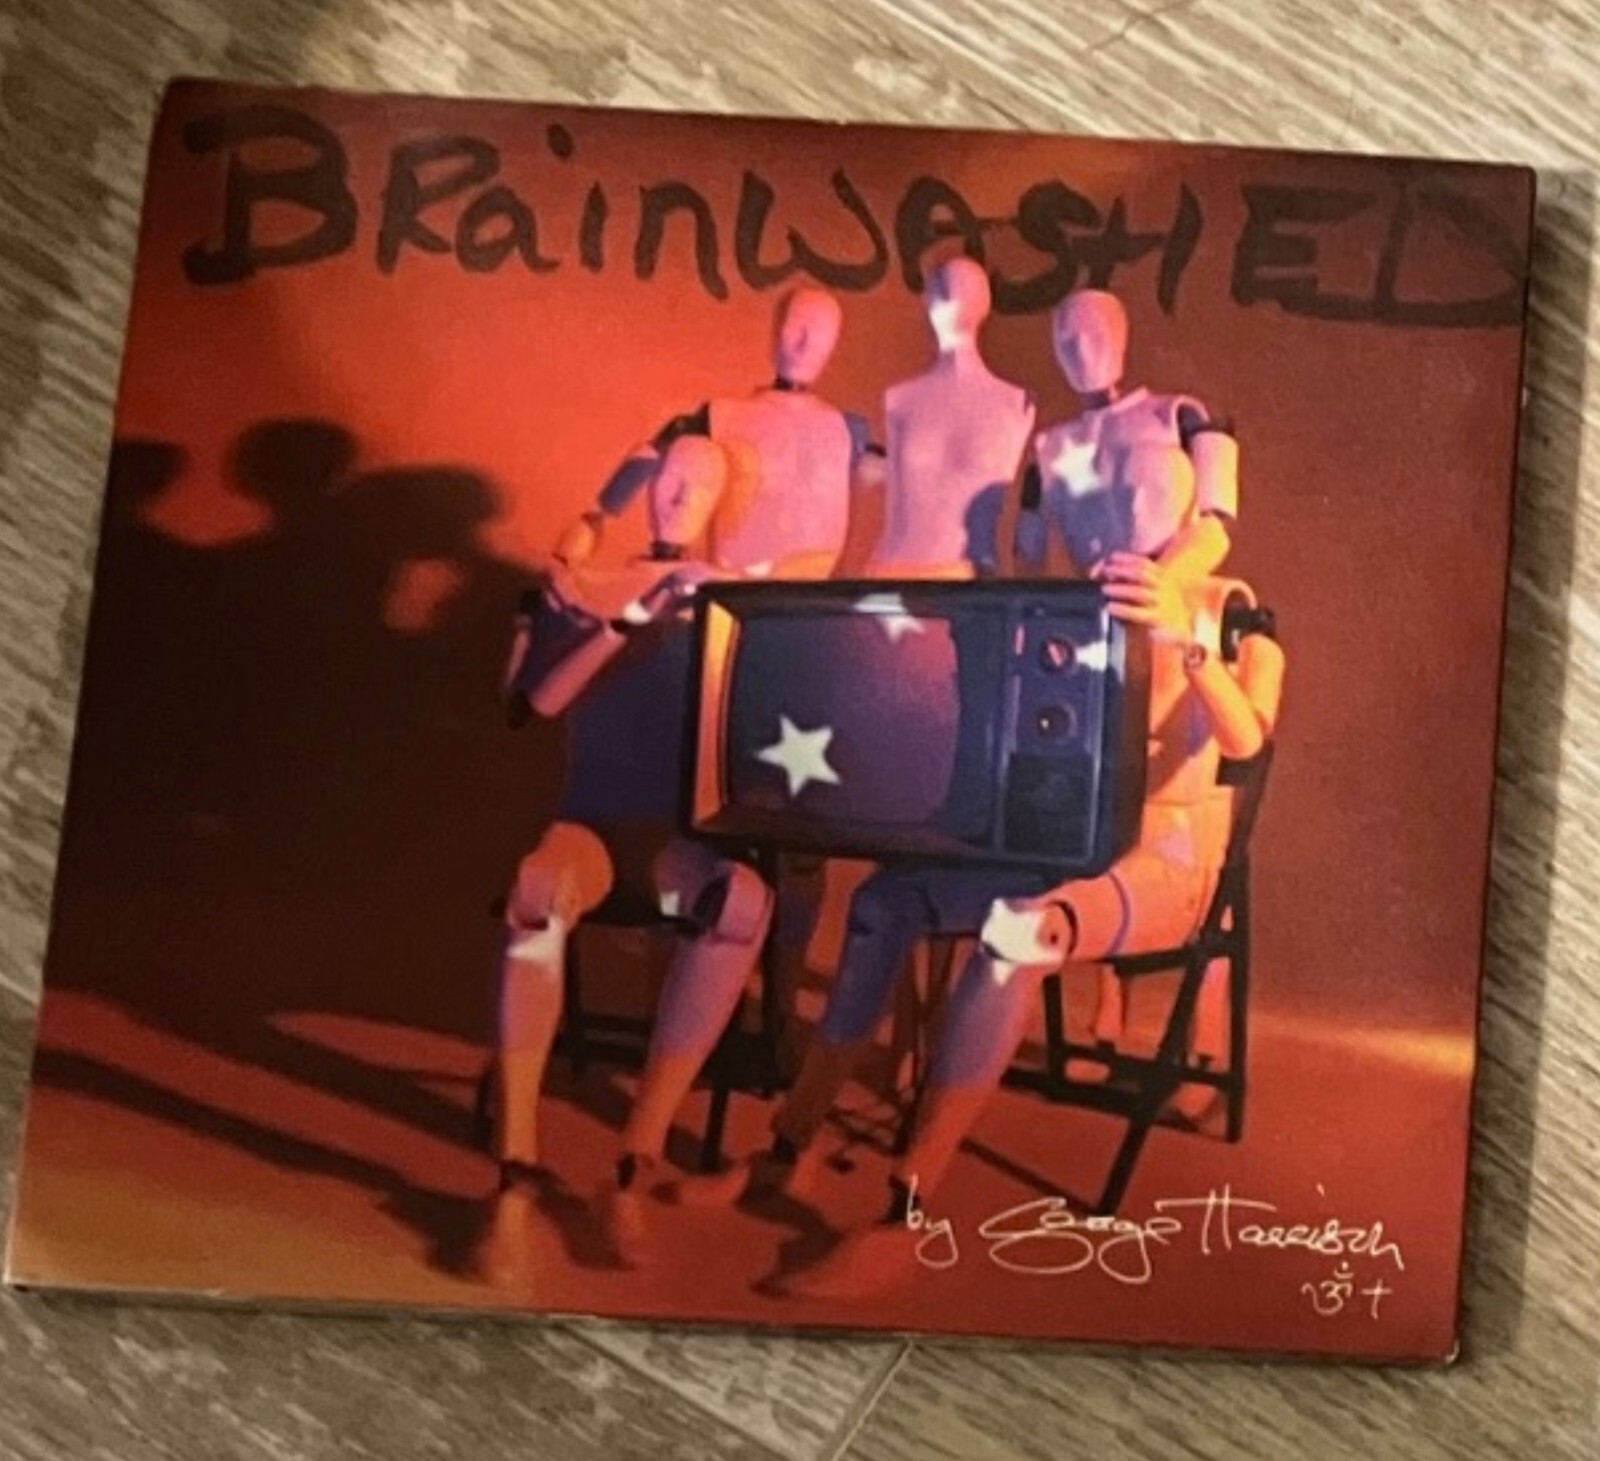 BRainWASHED
by George Harrison
ॐ †